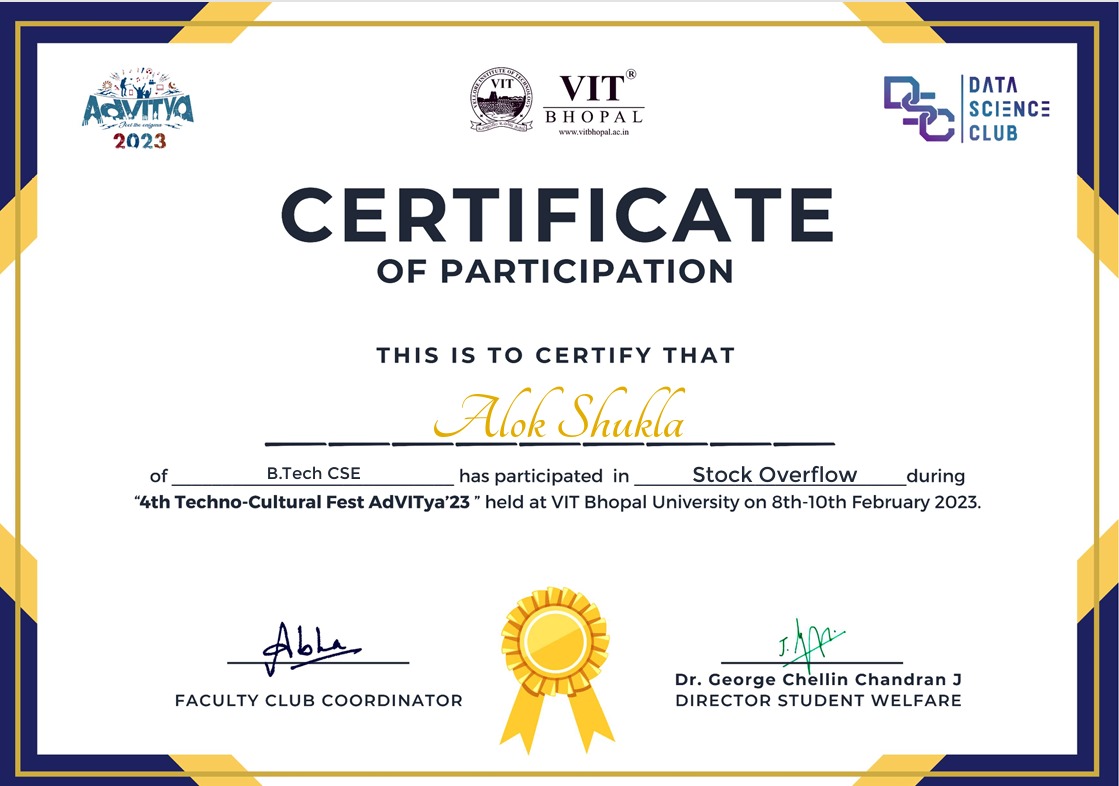 AdVITya
Feel the enigma
2023
VELLORE INSTITUTE OF TECHNOLOGY
VIT
VIT®
BHOPAL
www.vitbhopal.ac.in
DSC
DATA
SCIENCE
CLUB
CERTIFICATE
OF PARTICIPATION
THIS IS TO CERTIFY THAT
Alok Shukla
of B.Tech CSE has participated in Stock Overflow during
“4th Techno-Cultural Fest AdVITya’23 ” held at VIT Bhopal University on 8th-10th February 2023.
Abha
FACULTY CLUB COORDINATOR
Dr. George Chellin Chandran J
DIRECTOR STUDENT WELFARE